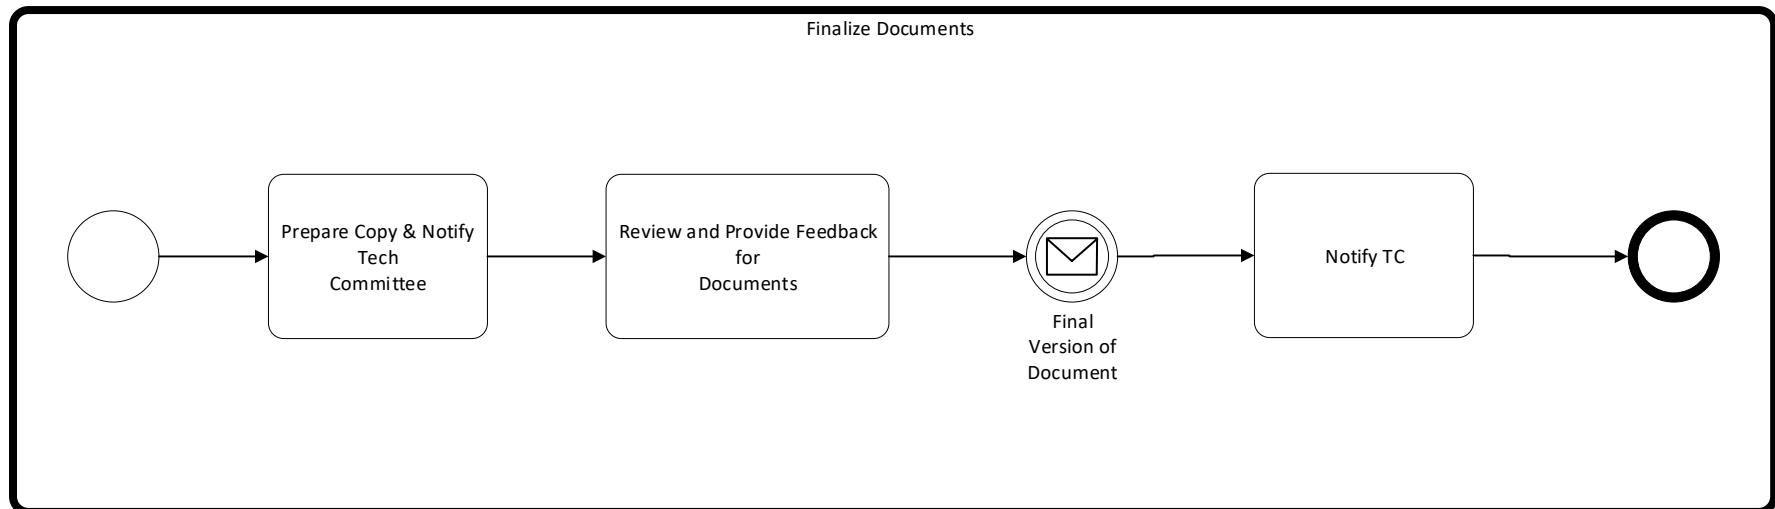 Finalize Documents
Prepare Copy & Notify
Tech
Committee
Review and Provide Feedback
for
Documents
Final
Version of
Document
Notify TC